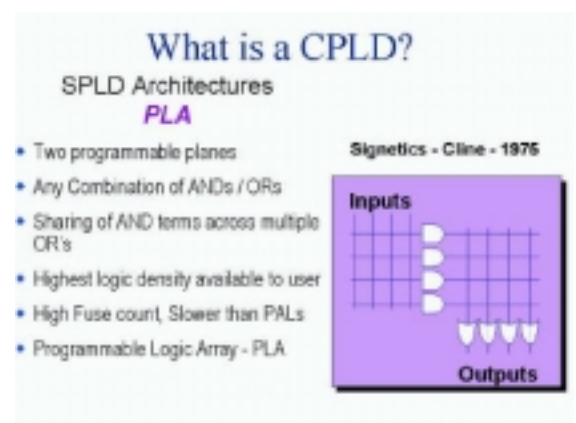 What is a CPLD?
SPLD Architectures
PLA
• Two programmable planes
• Any Combination of ANDs / ORs
• Sharing of AND terms across multiple
OR's
• Highest logic density available to user
• High Fuse count, Slower than PALs
• Programmable Logic Array - PLA
Signetics - Cline - 1975
Inputs
Outputs